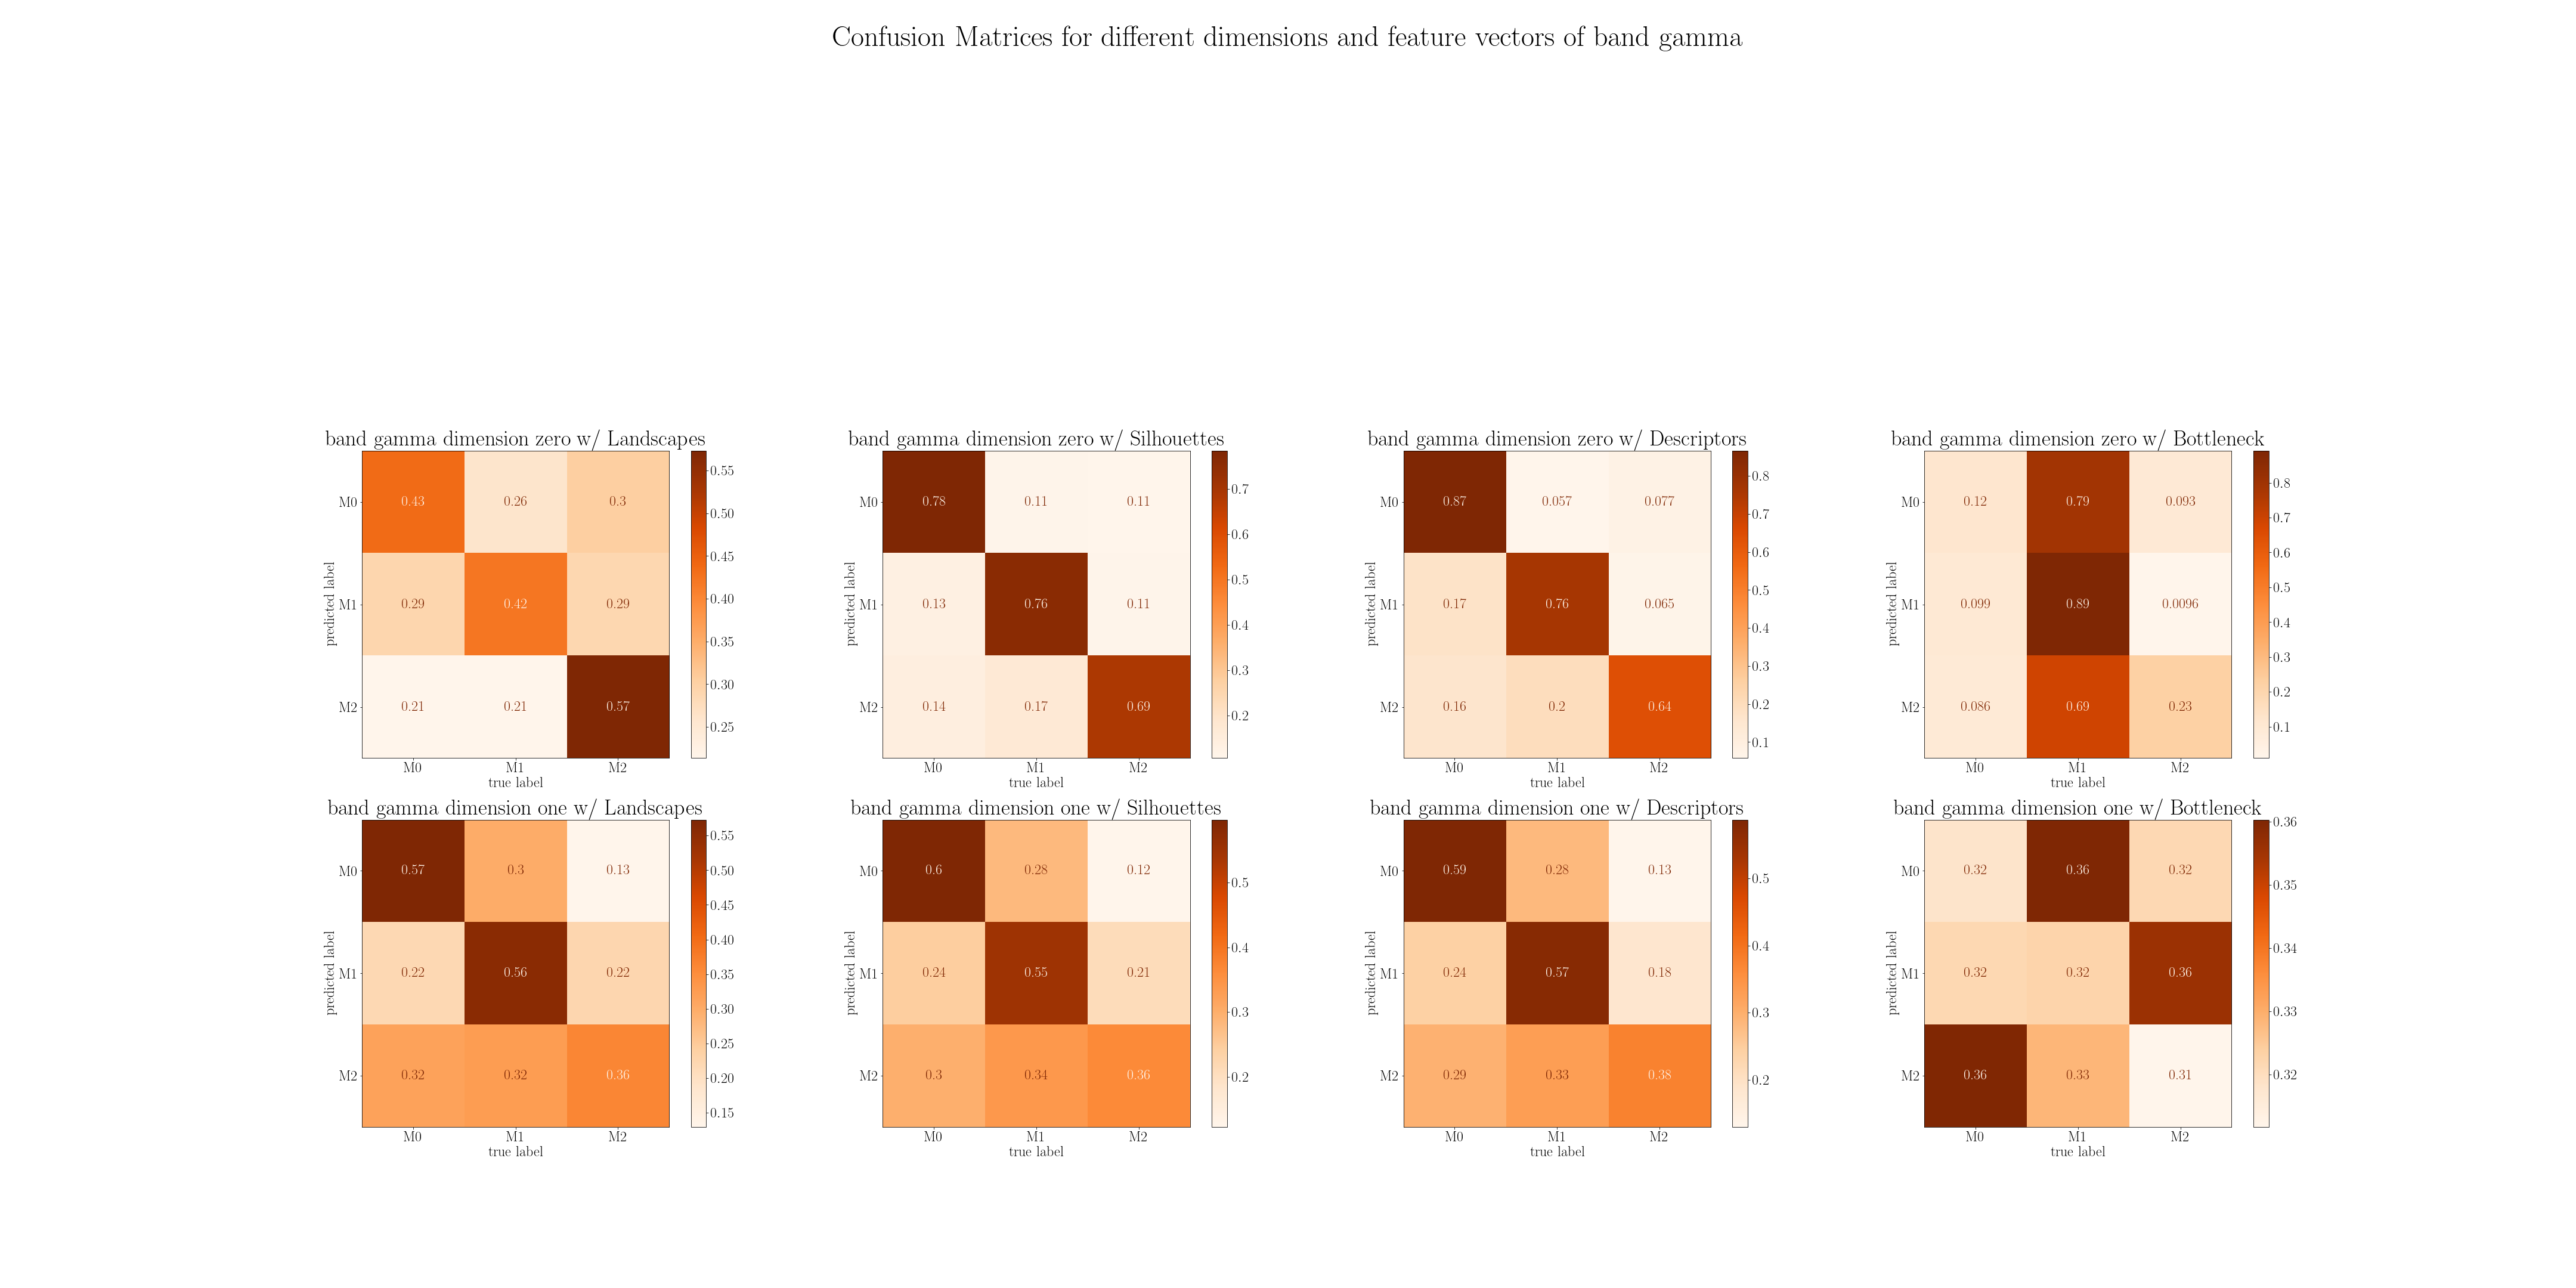 Confusion Matrices for different dimensions and feature vectors of band gamma
band gamma dimension zero w/ Landscapes
M0 0.43 0.26 0.3
M1 0.29 0.42 0.29
M2 0.21 0.21 0.57
M0 M1 M2
true label
predicted label
0.55
0.50
0.45
0.40
0.35
0.30
0.25
band gamma dimension zero w/ Silhouettes
M0 0.78 0.11 0.11
M1 0.13 0.76 0.11
M2 0.14 0.17 0.69
M0 M1 M2
true label
predicted label
0.7
0.6
0.5
0.4
0.3
0.2
band gamma dimension zero w/ Descriptors
M0 0.87 0.057 0.077
M1 0.17 0.76 0.065
M2 0.16 0.2 0.64
M0 M1 M2
true label
predicted label
0.8
0.7
0.6
0.5
0.4
0.3
0.2
0.1
band gamma dimension zero w/ Bottleneck
M0 0.12 0.79 0.093
M1 0.099 0.89 0.0096
M2 0.086 0.69 0.23
M0 M1 M2
true label
predicted label
0.8
0.7
0.6
0.5
0.4
0.3
0.2
0.1
band gamma dimension one w/ Landscapes
M0 0.57 0.3 0.13
M1 0.22 0.56 0.22
M2 0.32 0.32 0.36
M0 M1 M2
true label
predicted label
0.55
0.50
0.45
0.40
0.35
0.30
0.25
0.20
0.15
band gamma dimension one w/ Silhouettes
M0 0.6 0.28 0.12
M1 0.24 0.55 0.21
M2 0.3 0.34 0.36
M0 M1 M2
true label
predicted label
0.5
0.4
0.3
0.2
band gamma dimension one w/ Descriptors
M0 0.59 0.28 0.13
M1 0.24 0.57 0.18
M2 0.29 0.33 0.38
M0 M1 M2
true label
predicted label
0.5
0.4
0.3
0.2
band gamma dimension one w/ Bottleneck
M0 0.32 0.36 0.32
M1 0.32 0.32 0.36
M2 0.36 0.33 0.31
M0 M1 M2
true label
predicted label
0.36
0.35
0.34
0.33
0.32